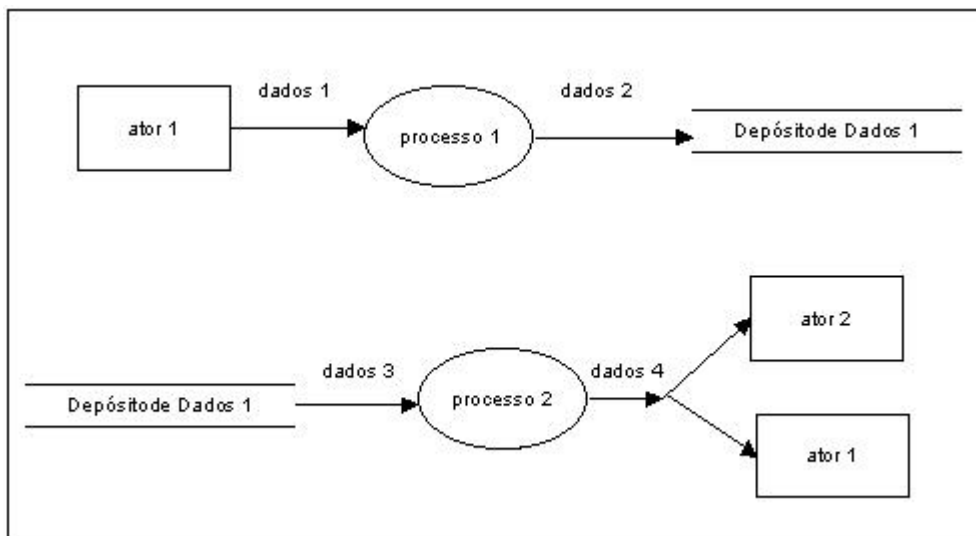 dados 1
dados 2
ator 1
processo 1
Depósitode Dados 1
ator 2
dados 3
dados 4
Depósitode Dados 1
processo 2
ator 1